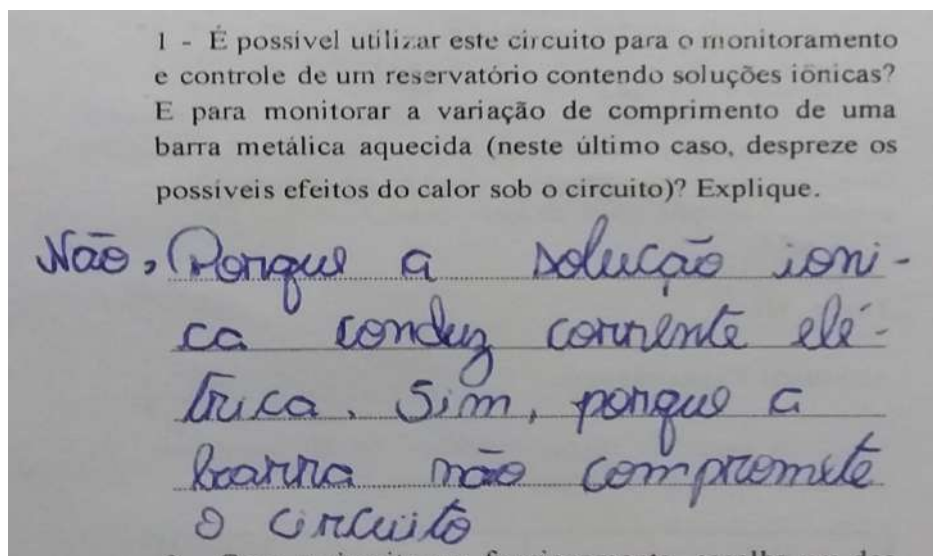 1 - É possível utilizar este circuito para o monitoramento
e controle de um reservatório contendo soluções iônicas?
E para monitorar a variação de comprimento de uma
barra metálica aquecida (neste último caso, despreze os
possíveis efeitos do calor sob o circuito)? Explique.
Não, Porque a solução ioni-
ca conduz corrente elé-
trica. Sim, porque a
barra não compromete
o circuito